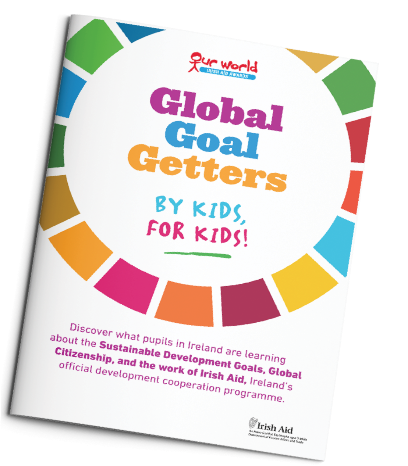 Our world
IRISH AID AWARDS
Global
Goal
Getters
BY KIDS,
FOR KIDS!
Discover what pupils in Ireland are learning
about the Sustainable Development Goals, Global
Citizenship, and the work of Irish Aid, Ireland's
official development cooperation programme.
Irish Aid